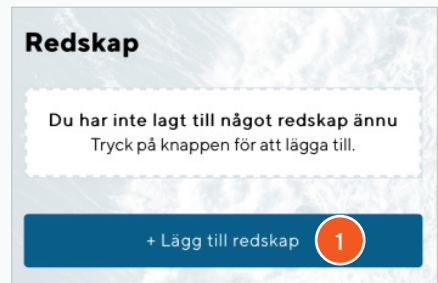 Redskap
Du har inte lagt till något redskap ännu
Tryck på knappen för att lägga till.
+ Lägg till redskap 1